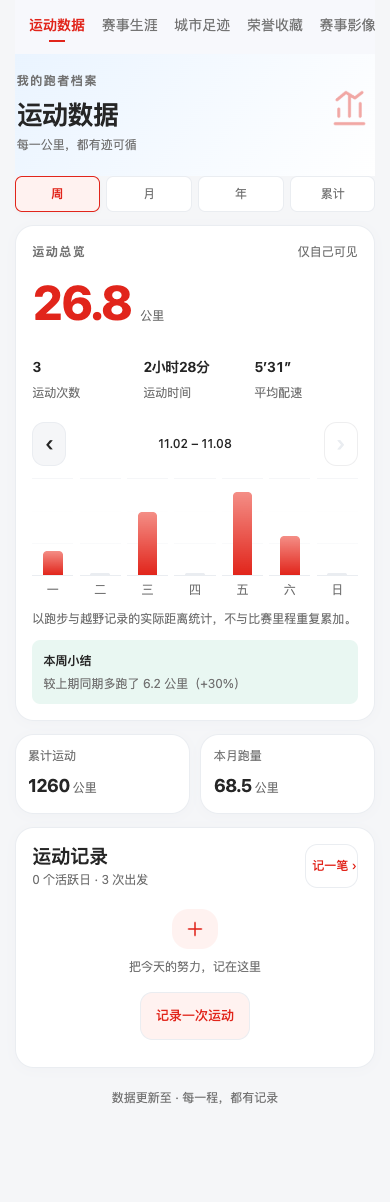 运动数据 赛事生涯 城市足迹 荣誉收藏 赛事影像
我的跑者档案
运动数据
每一公里，都有迹可循
周 月 年 累计
运动总览 仅自己可见
26.8 公里
3 2小时28分 5’31”
运动次数 运动时间 平均配速
‹ 11.02 – 11.08 ›
一 二 三 四 五 六 日
以跑步与越野记录的实际距离统计，不与比赛里程重复累加。
本周小结
较上期同期多跑了 6.2 公里（+30%）
累计运动 本月跑量
1260 公里 68.5 公里
运动记录 记一笔 ›
0 个活跃日 · 3 次出发
+
把今天的努力，记在这里
记录一次运动
数据更新至 · 每一程，都有记录